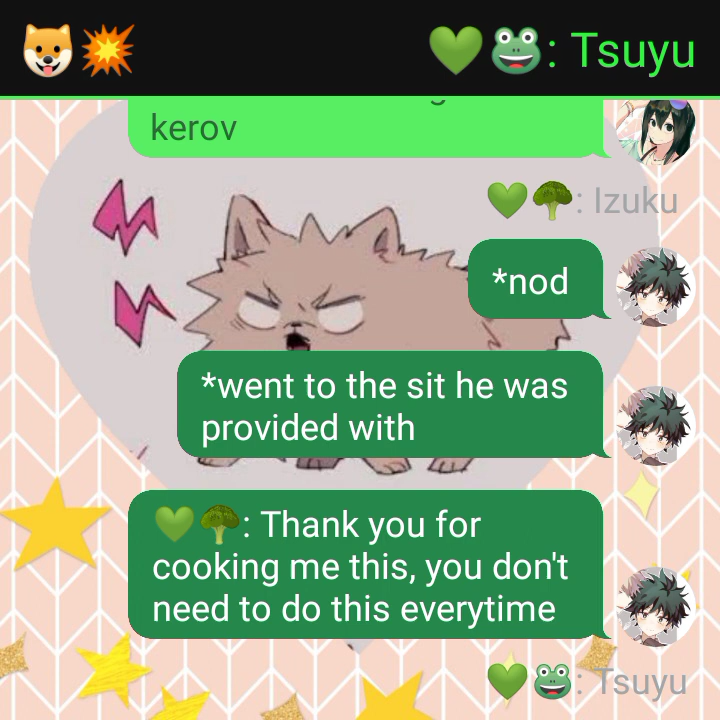 🐶💥 💚🐸: Tsuyu
kerov
💚🥦: Izuku
*nod
*went to the sit he was
provided with
💚🥦: Thank you for
cooking me this, you don't
need to do this everytime
💚🐸: Tsuyu